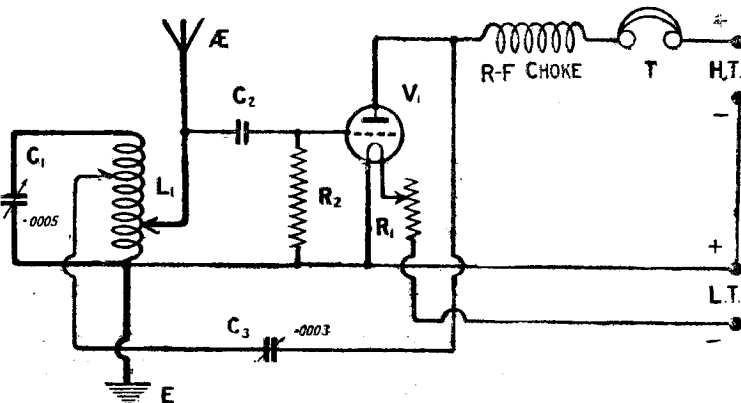 Æ
+
R-F CHOKE
T
H.T.
C₂
V₁
−
C₁
L₁
·0005
R₂
R₁
+
L.T.
C₃
·0003
−
E